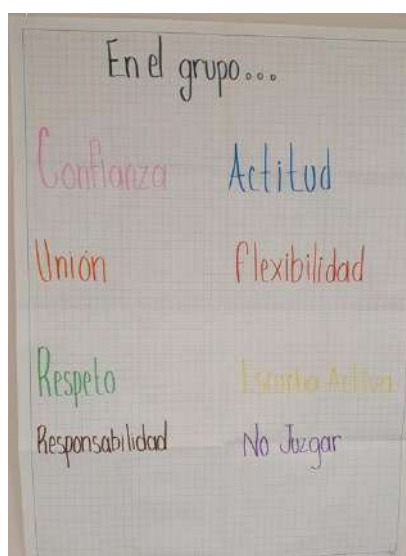 En el grupo...
Confianza Actitud
Unión flexibilidad
Respeto Escucha Activa
Responsabilidad No Juzgar